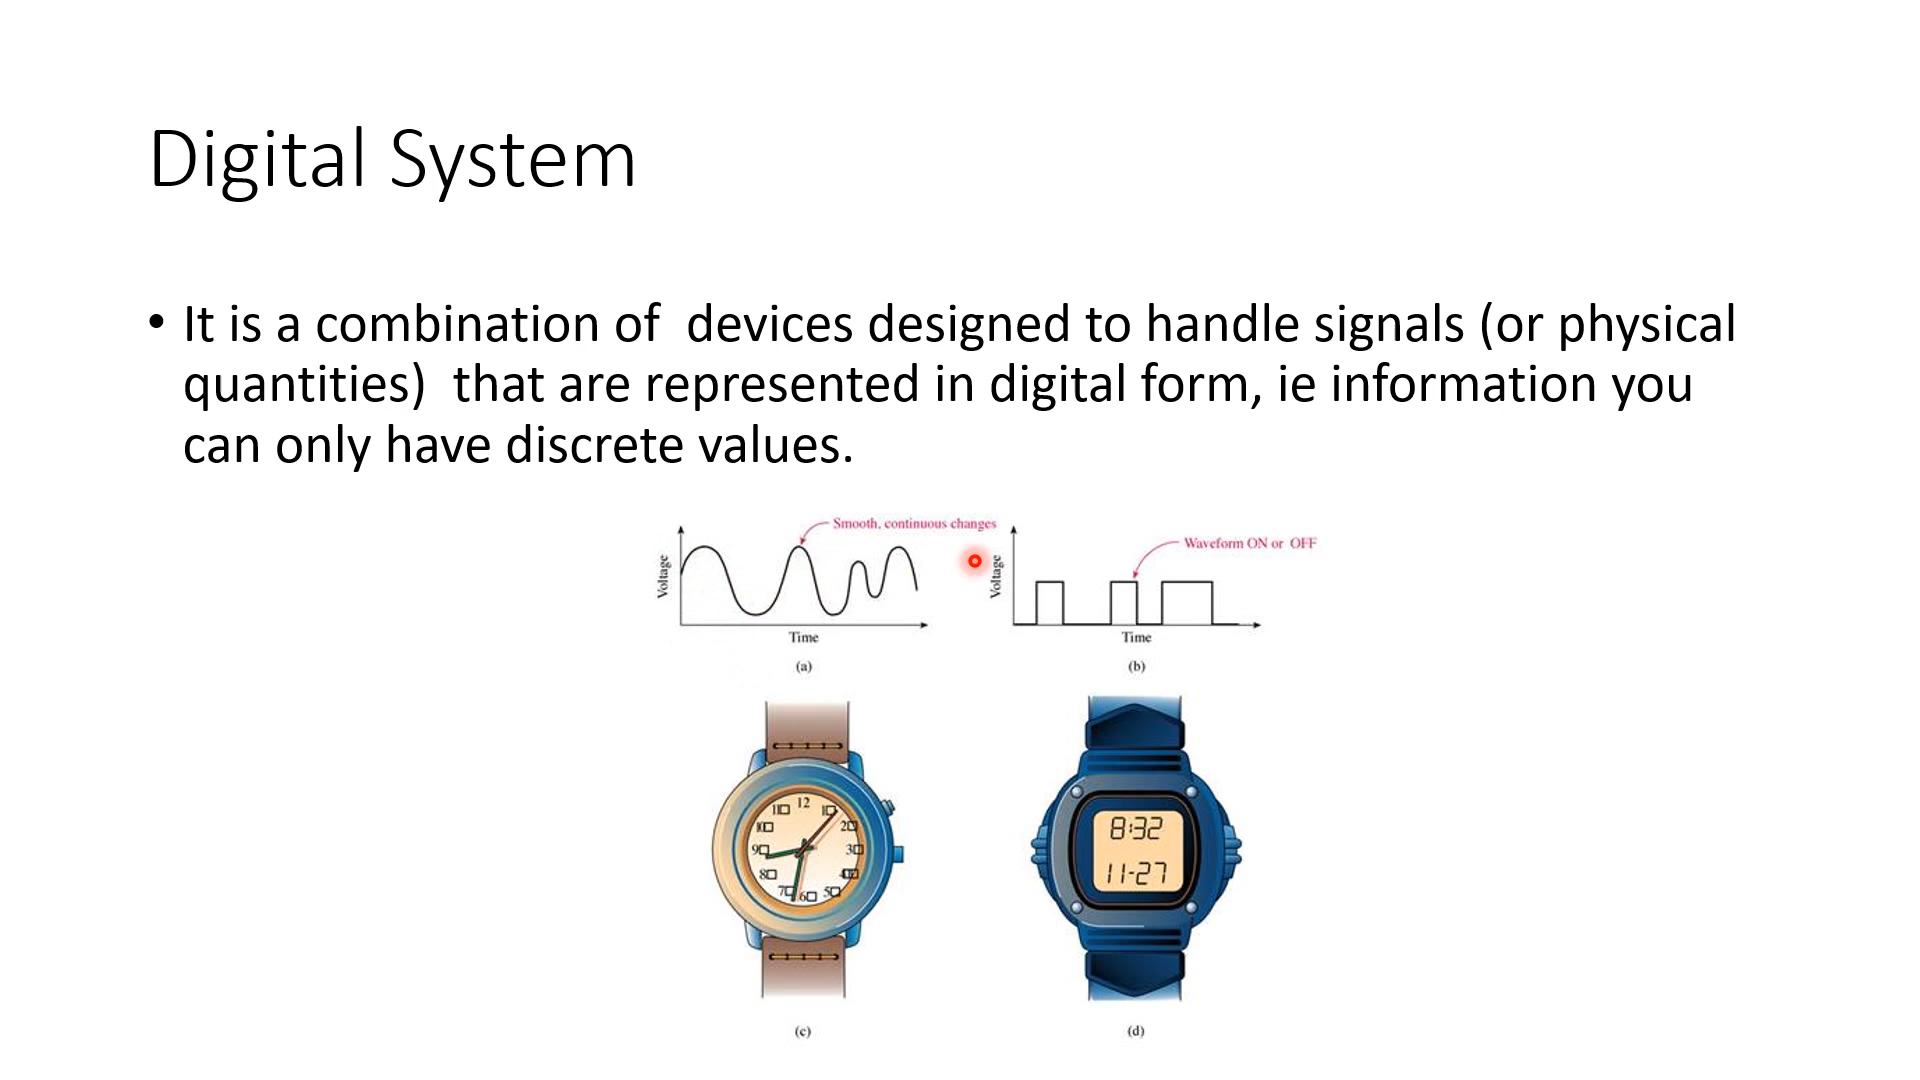 Digital System
• It is a combination of  devices designed to handle signals (or physical
quantities)  that are represented in digital form, ie information you
can only have discrete values.
Smooth, continuous changes
Voltage
Time
(a)
Waveform ON or OFF
Voltage
Time
(b)
12
1
2
3
4
5
6
7
8
9
10
11
(c)
8:32
11-27
(d)